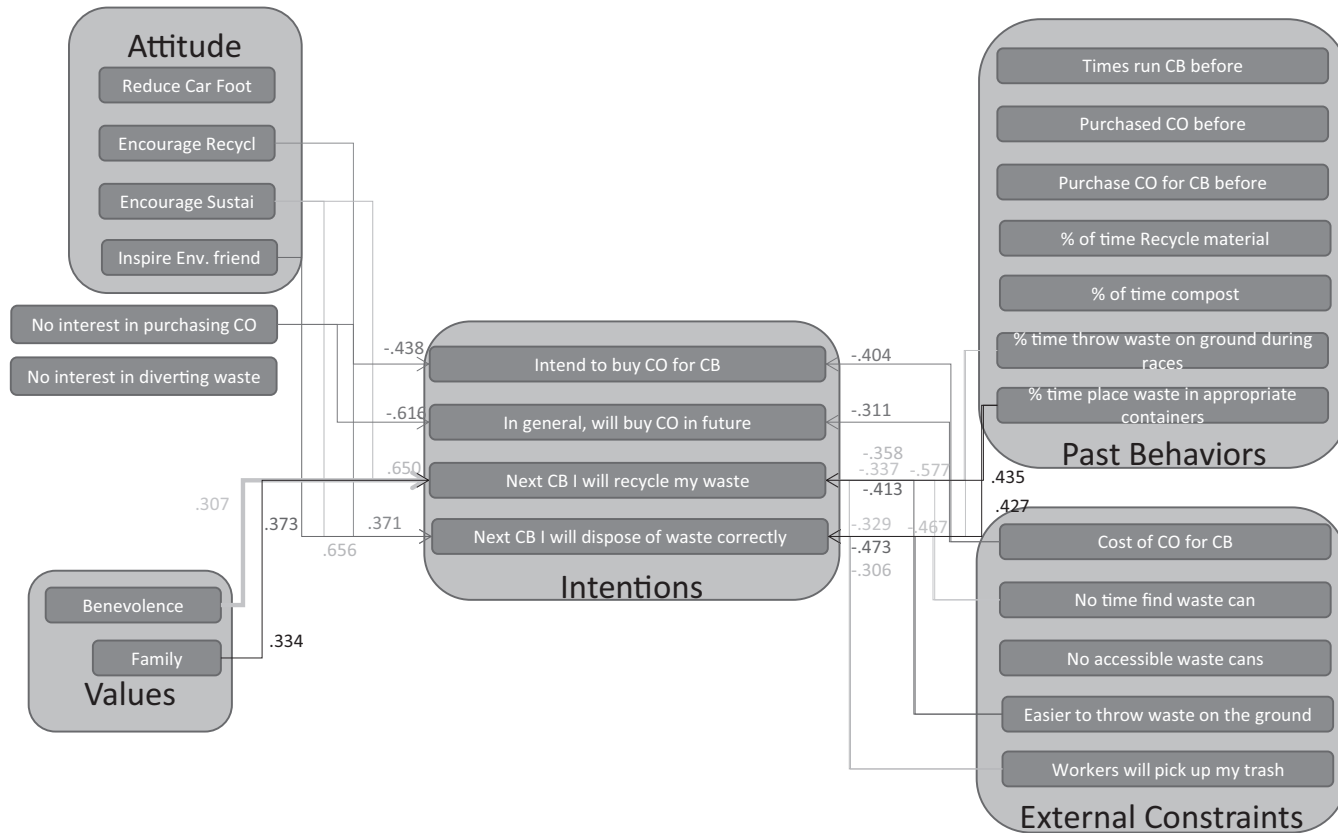 Attitude
Reduce Car Foot
Encourage Recycl
Encourage Sustai
Inspire Env. friend
No interest in purchasing CO
No interest in diverting waste
.307
.373
.371
.656
-.438
-.616
.650
Benevolence
Family
.334
Values
Intend to buy CO for CB
In general, will buy CO in future
Next CB I will recycle my waste
Next CB I will dispose of waste correctly
Intentions
-.404
-.311
-.358
-.337
-.577
-.413
-.329
-.467
-.473
-.306
.435
.427
Times run CB before
Purchased CO before
Purchase CO for CB before
% of time Recycle material
% of time compost
% time throw waste on ground during
races
% time place waste in appropriate
containers
Past Behaviors
Cost of CO for CB
No time find waste can
No accessible waste cans
Easier to throw waste on the ground
Workers will pick up my trash
External Constraints